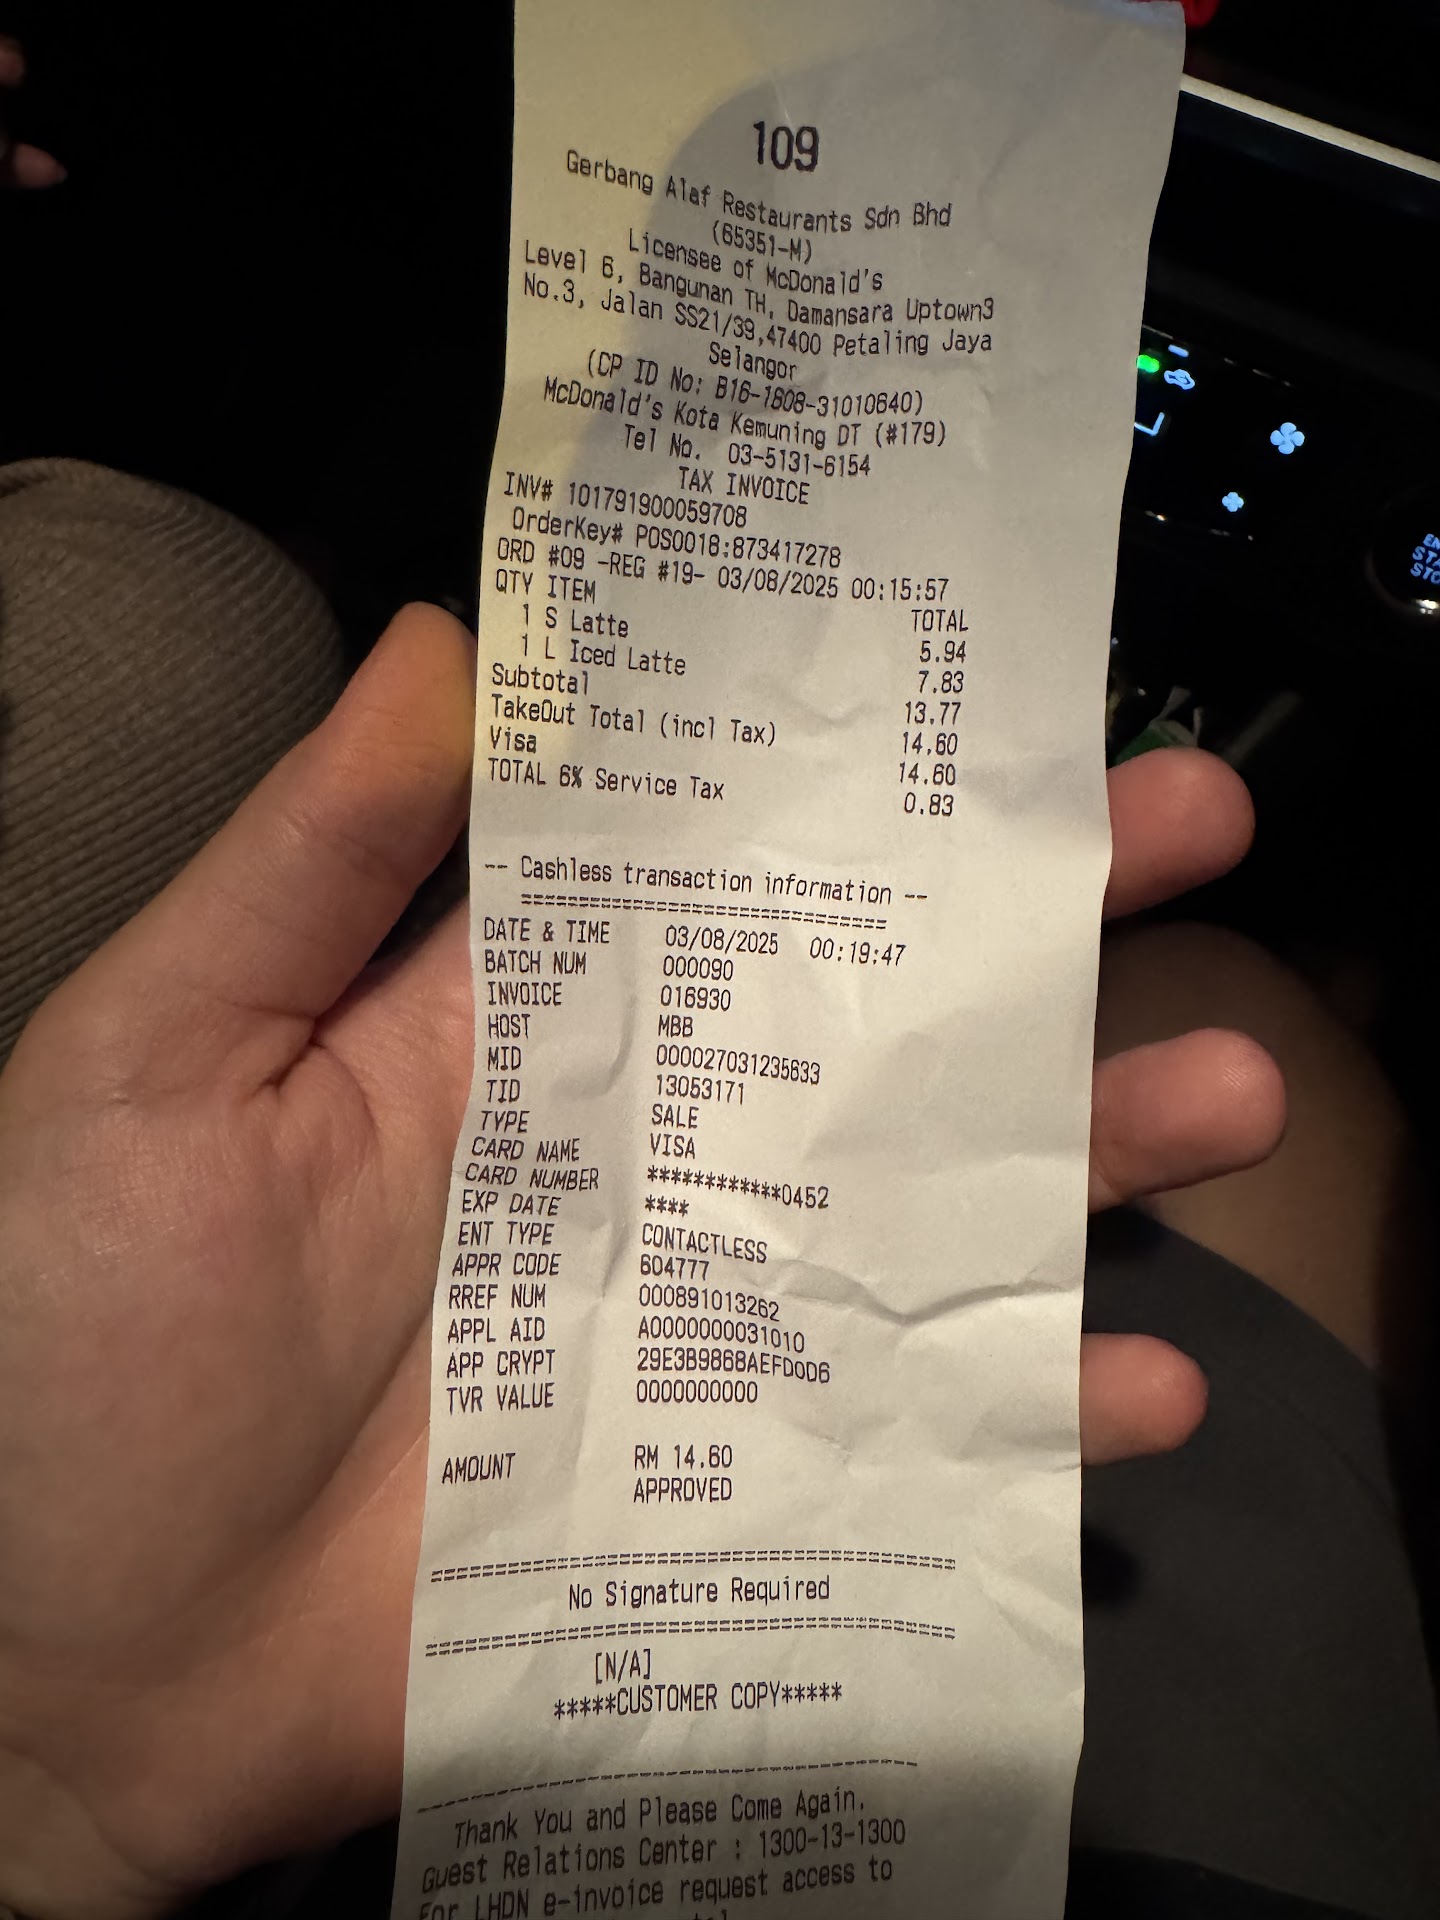 109
Gerbang Alaf Restaurants Sdn Bhd
(65351-M)
Licensee of McDonald's
Level 6, Bangunan TH, Damansara Uptown3
No.3, Jalan SS21/39,47400 Petaling Jaya
Selangor
(CP ID No: B16-1808-31010640)
McDonald's Kota Kemuning DT (#179)
Tel No. 03-5131-6154
TAX INVOICE
INV# 101791900059708
OrderKey# POS0018:873417278
ORD #09 -REG #19- 03/08/2025 00:15:57
QTY ITEM TOTAL
1 S Latte 5.94
1 L Iced Latte 7.83
Subtotal 13.77
TakeOut Total (incl Tax) 14.60
Visa 14.60
TOTAL 6% Service Tax 0.83
-- Cashless transaction information --
==============================
DATE & TIME 03/08/2025 00:19:47
BATCH NUM 000090
INVOICE 016930
HOST MBB
MID 000027031235633
TID 13053171
TYPE SALE
CARD NAME VISA
CARD NUMBER ************0452
EXP DATE ****
ENT TYPE CONTACTLESS
APPR CODE 604777
RREF NUM 000891013262
APPL AID A0000000031010
APP CRYPT 29E3B9868AEFD0D6
TVR VALUE 0000000000
AMOUNT RM 14.60
APPROVED
========================================
No Signature Required
========================================
[N/A]
*****CUSTOMER COPY*****
----------------------------------------
Thank You and Please Come Again.
Guest Relations Center : 1300-13-1300
For LHDN e-invoice request access to